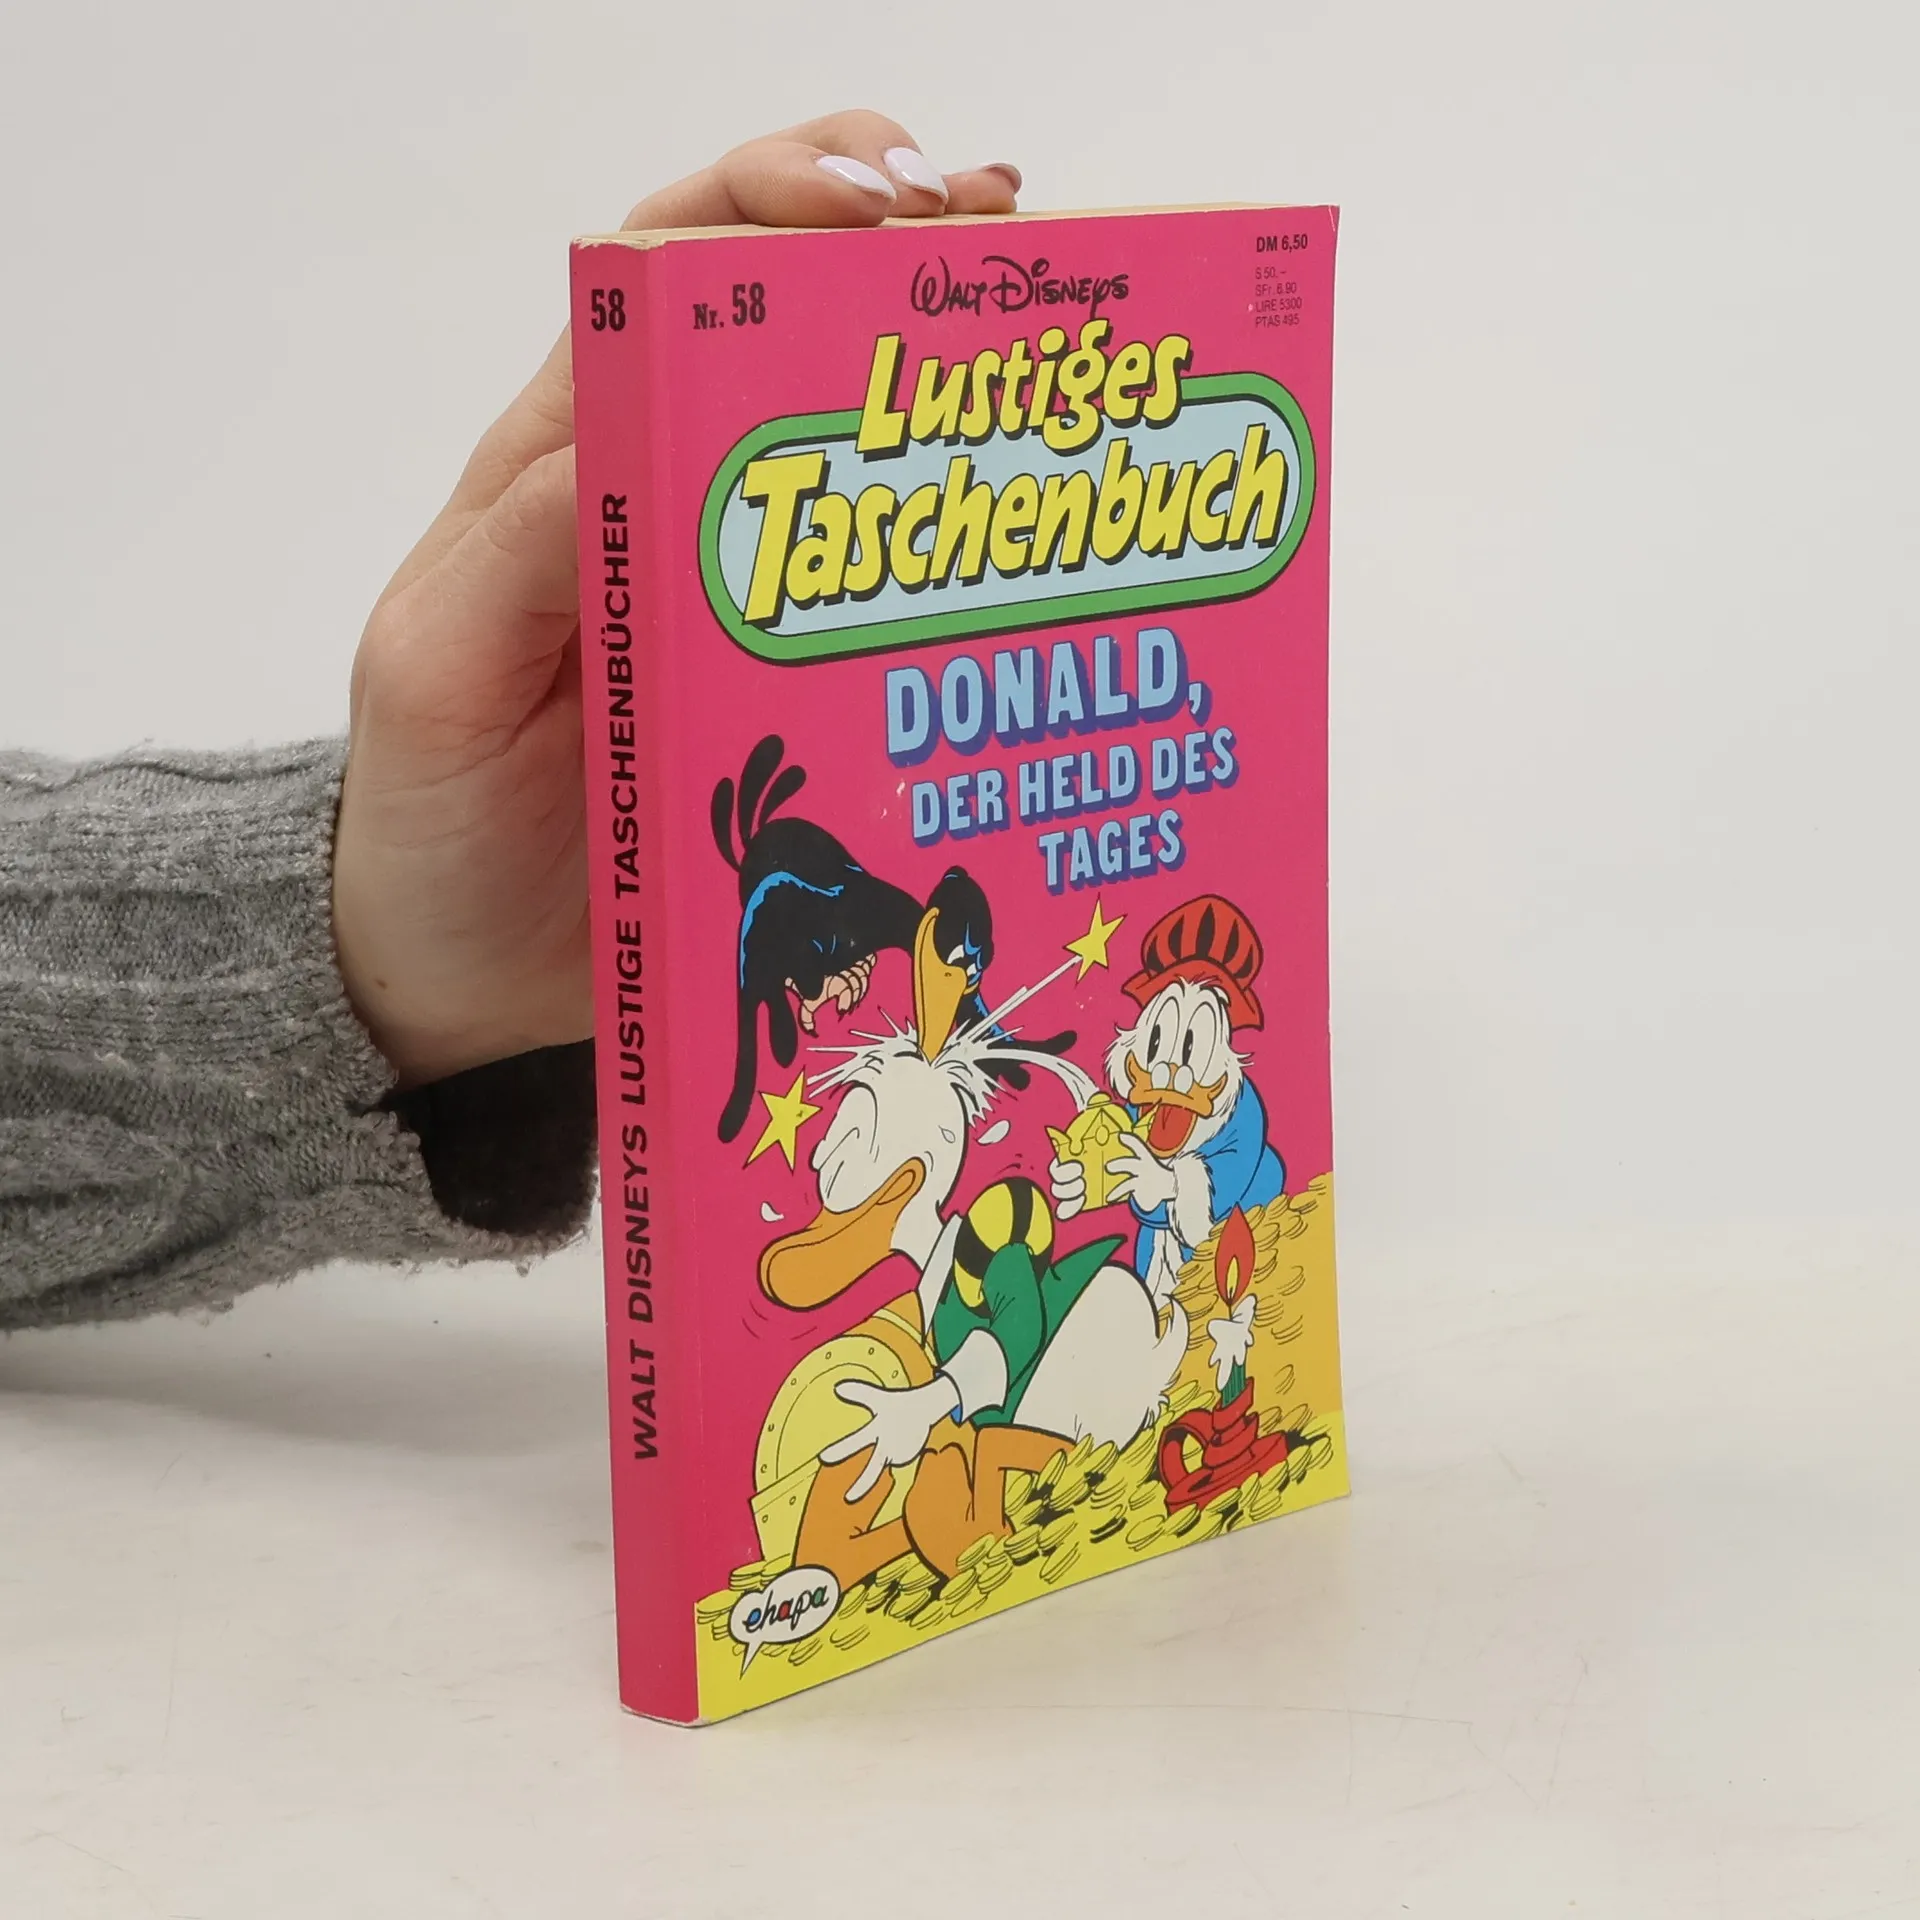 58
WALT DISNEYS LUSTIGE TASCHENBÜCHER
Nr. 58
WALT DISNEYS
DM 6,50
S 50.–
SFr. 6.90
LIRE 5300
PTAS 495
Lustiges
Taschenbuch
DONALD,
DER HELD DES
TAGES
ehapa